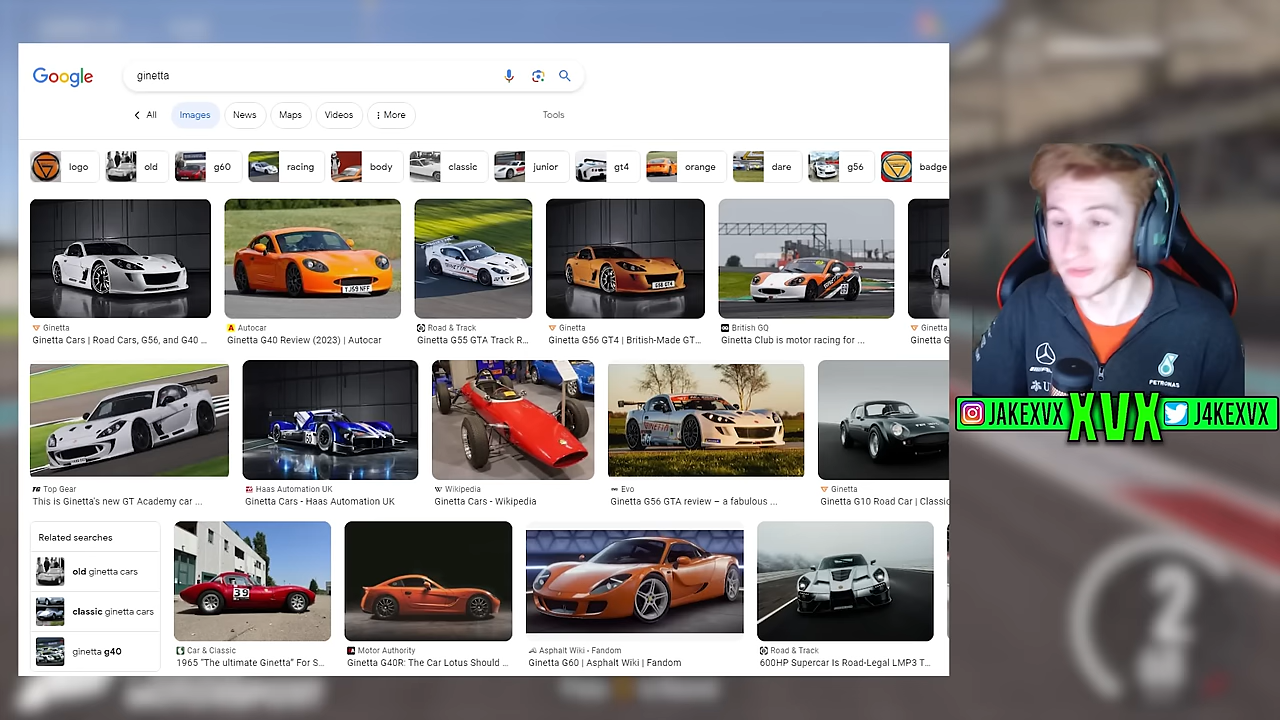 Google
ginetta
All
Images
News
Maps
Videos
More
Tools
logo
old
g60
racing
body
classic
junior
gt4
orange
dare
g56
badge
Ginetta
Ginetta Cars | Road Cars, G56, and G40 ...
Autocar
Ginetta G40 Review (2023) | Autocar
Road & Track
Ginetta G55 GTA Track R...
Ginetta
Ginetta G56 GT4 | British-Made GT...
British GQ
Ginetta Club is motor racing for ...
Ginetta
Ginetta G
Top Gear
This is Ginetta's new GT Academy car ...
Haas Automation UK
Ginetta Cars - Haas Automation UK
Wikipedia
Ginetta Cars - Wikipedia
Evo
Ginetta G56 GTA review – a fabulous ...
Ginetta
Ginetta G10 Road Car | Classic
Related searches
old ginetta cars
classic ginetta cars
ginetta g40
39
Car & Classic
1965 "The ultimate Ginetta" For S...
Motor Authority
Ginetta G40R: The Car Lotus Should ...
Asphalt Wiki - Fandom
Ginetta G60 | Asphalt Wiki | Fandom
Road & Track
600HP Supercar Is Road-Legal LMP3 T...
PETRONAS
JAKEXVX
XVX
J4KEXVX
2